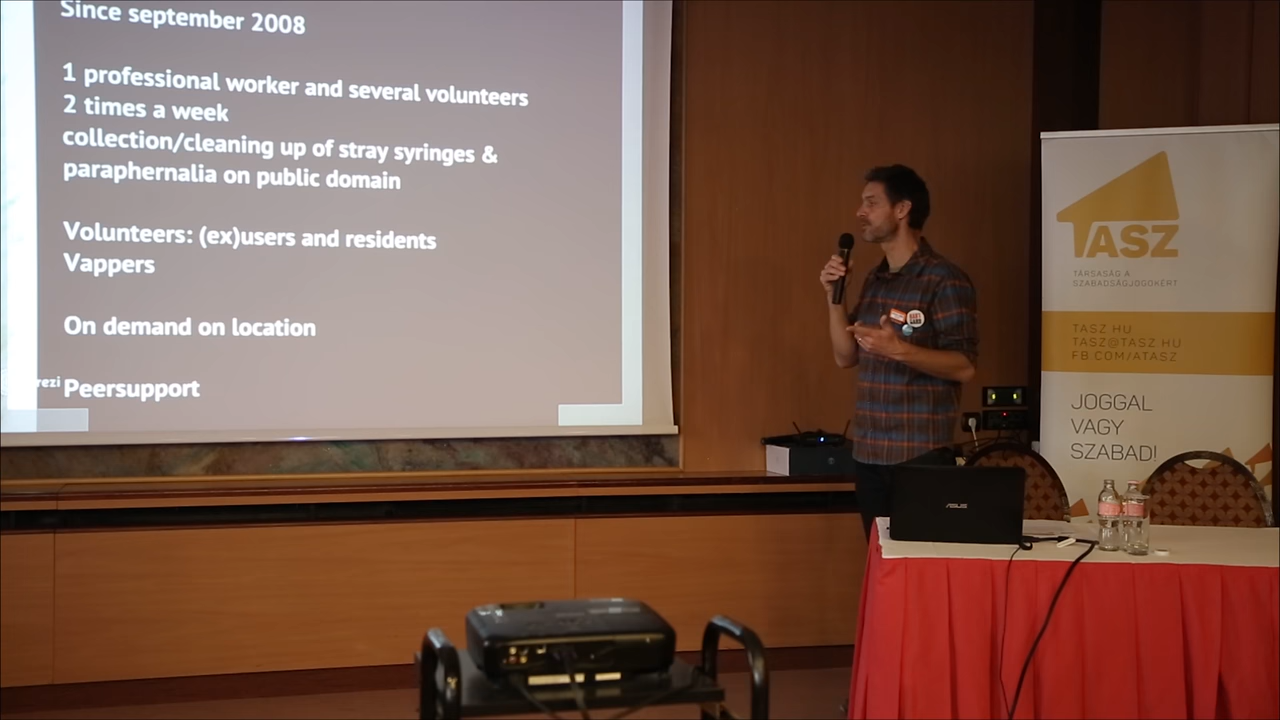 Since september 2008
1 professional worker and several volunteers
2 times a week
collection/cleaning up of stray syringes &
paraphernalia on public domain
Volunteers: (ex)users and residents
Vappers
On demand on location
rezi
Peersupport
TASZ
TÁRSASÁG A
SZABADSÁGJOGOKÉRT
TASZ.HU
TASZ@TASZ.HU
FB.COM/ATASZ
JOGGAL
VAGY
SZABAD!
ASUS